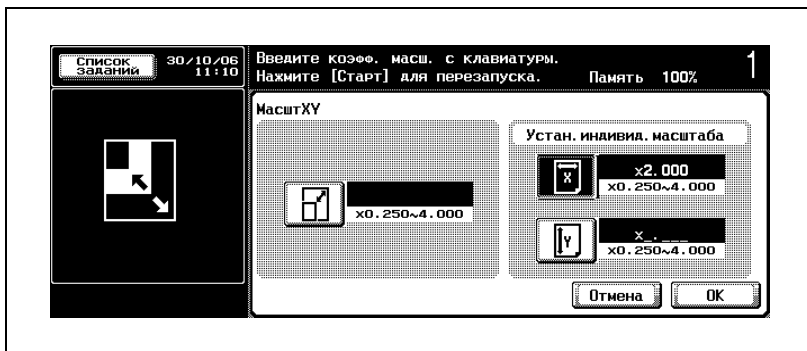 Список
заданий
30/10/06
11:10
Введите коэфф. масш. с клавиатуры.
Нажмите [Старт] для перезапуска.
Память 100%
1
МасштXY
x0.250~4.000
Устан. индивид. масштаба
X
x2.000
x0.250~4.000
Y
x_.___
x0.250~4.000
Отмена
OK